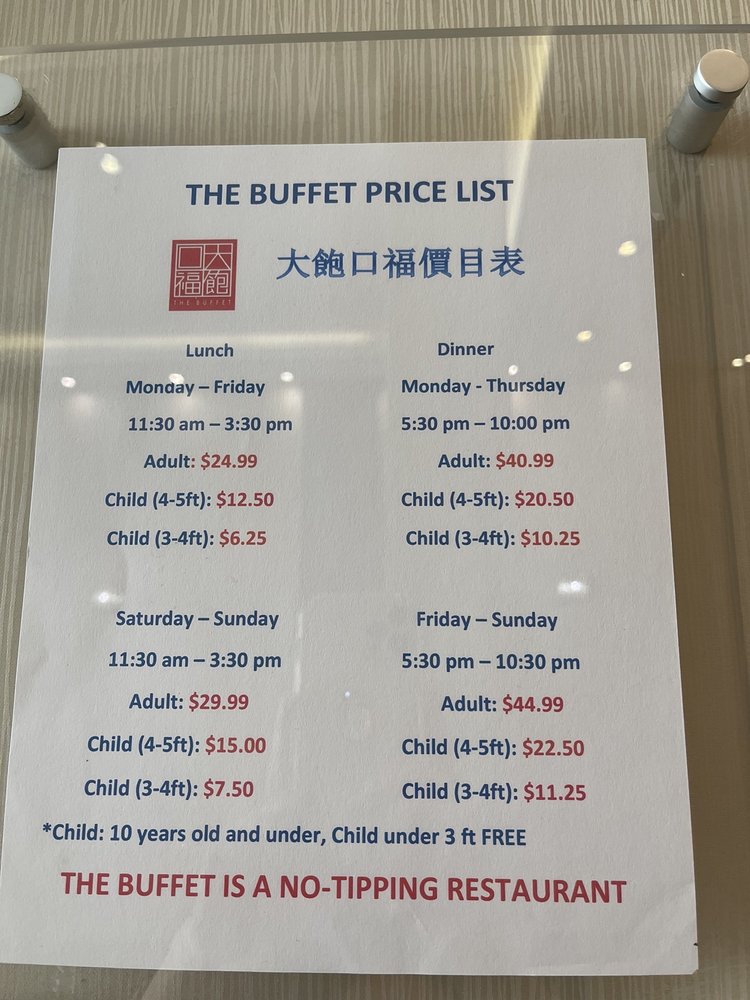 THE BUFFET PRICE LIST
口大
福飽
THE BUFFET
大飽口福價目表
Lunch
Monday – Friday
11:30 am – 3:30 pm
Adult: $24.99
Child (4-5ft): $12.50
Child (3-4ft): $6.25
Dinner
Monday - Thursday
5:30 pm – 10:00 pm
Adult: $40.99
Child (4-5ft): $20.50
Child (3-4ft): $10.25
Saturday – Sunday
11:30 am – 3:30 pm
Adult: $29.99
Child (4-5ft): $15.00
Child (3-4ft): $7.50
Friday – Sunday
5:30 pm – 10:30 pm
Adult: $44.99
Child (4-5ft): $22.50
Child (3-4ft): $11.25
*Child: 10 years old and under, Child under 3 ft FREE
THE BUFFET IS A NO-TIPPING RESTAURANT